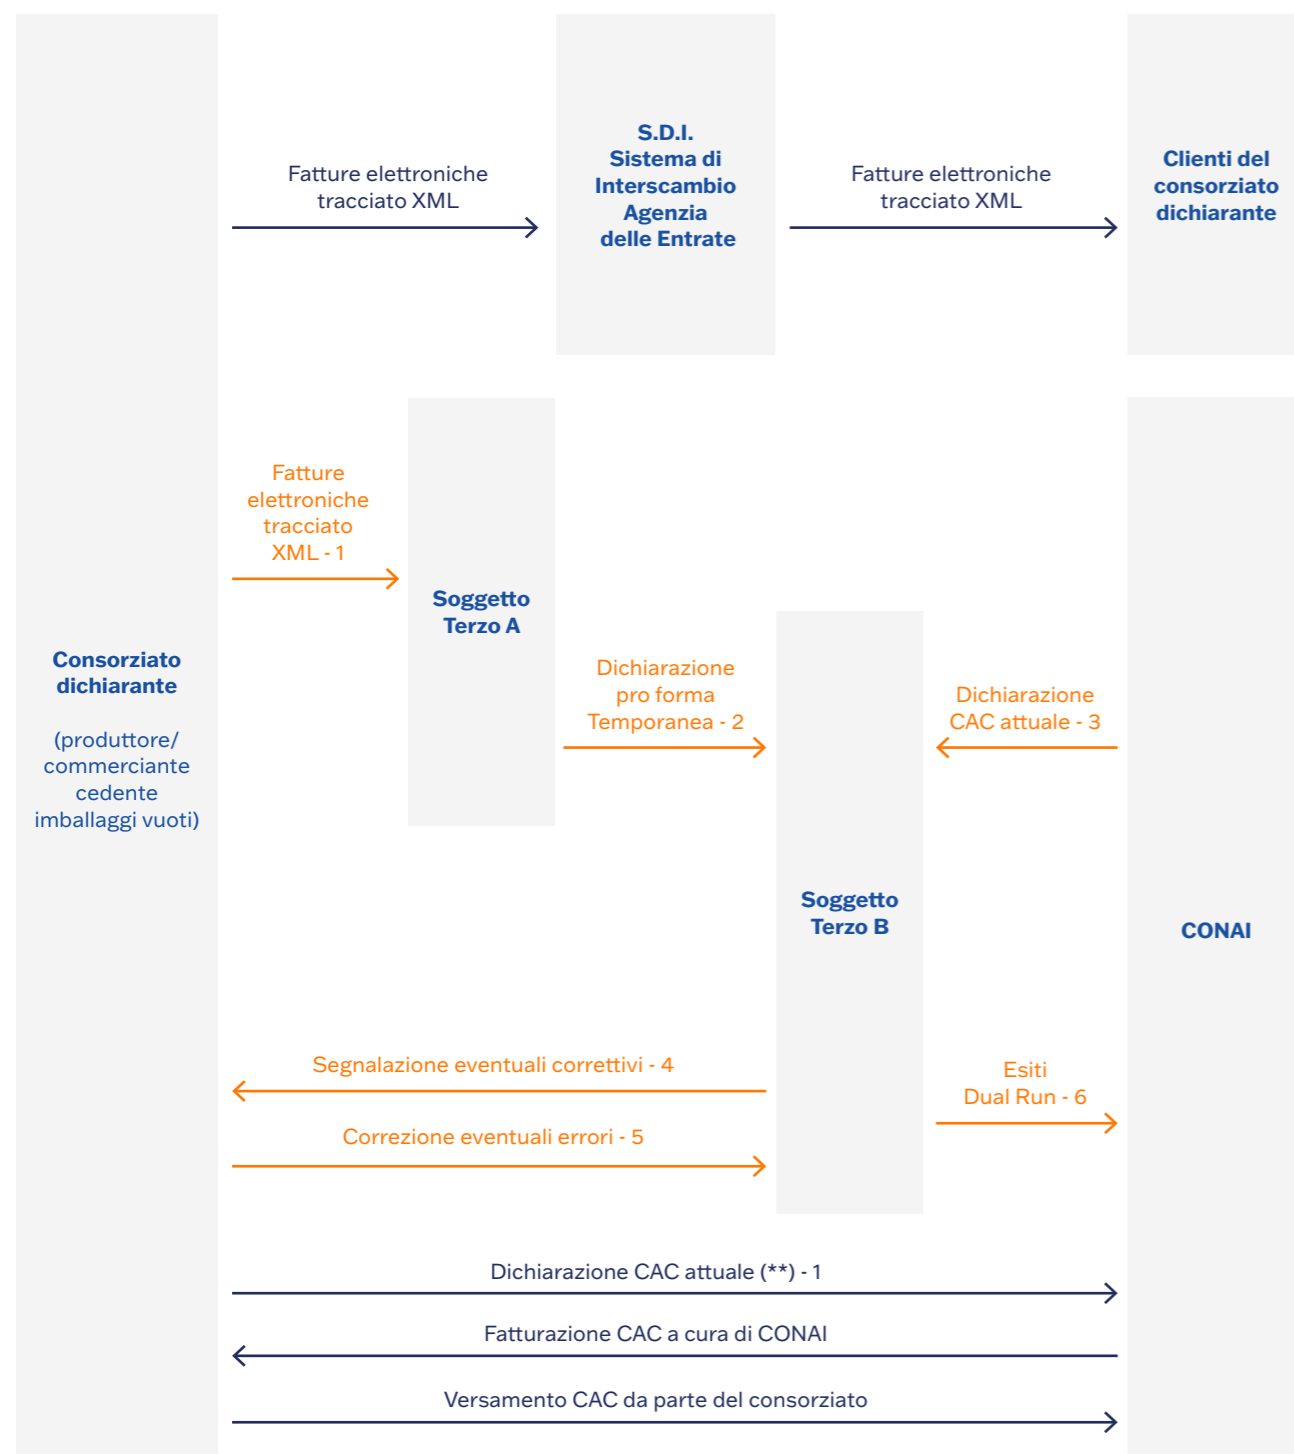 Fatture elettroniche
tracciato XML
S.D.I.
Sistema di
Interscambio
Agenzia
delle Entrate
Fatture elettroniche
tracciato XML
Clienti del
consorziato
dichiarante
Fatture
elettroniche
tracciato
XML - 1
Soggetto
Terzo A
Consorziato
dichiarante
(produttore/
commerciante
cedente
imballaggi vuoti)
Dichiarazione
pro forma
Temporanea - 2
Dichiarazione
CAC attuale - 3
Soggetto
Terzo B
CONAI
Segnalazione eventuali correttivi - 4
Esiti
Dual Run - 6
Correzione eventuali errori - 5
Dichiarazione CAC attuale (**) - 1
Fatturazione CAC a cura di CONAI
Versamento CAC da parte del consorziato